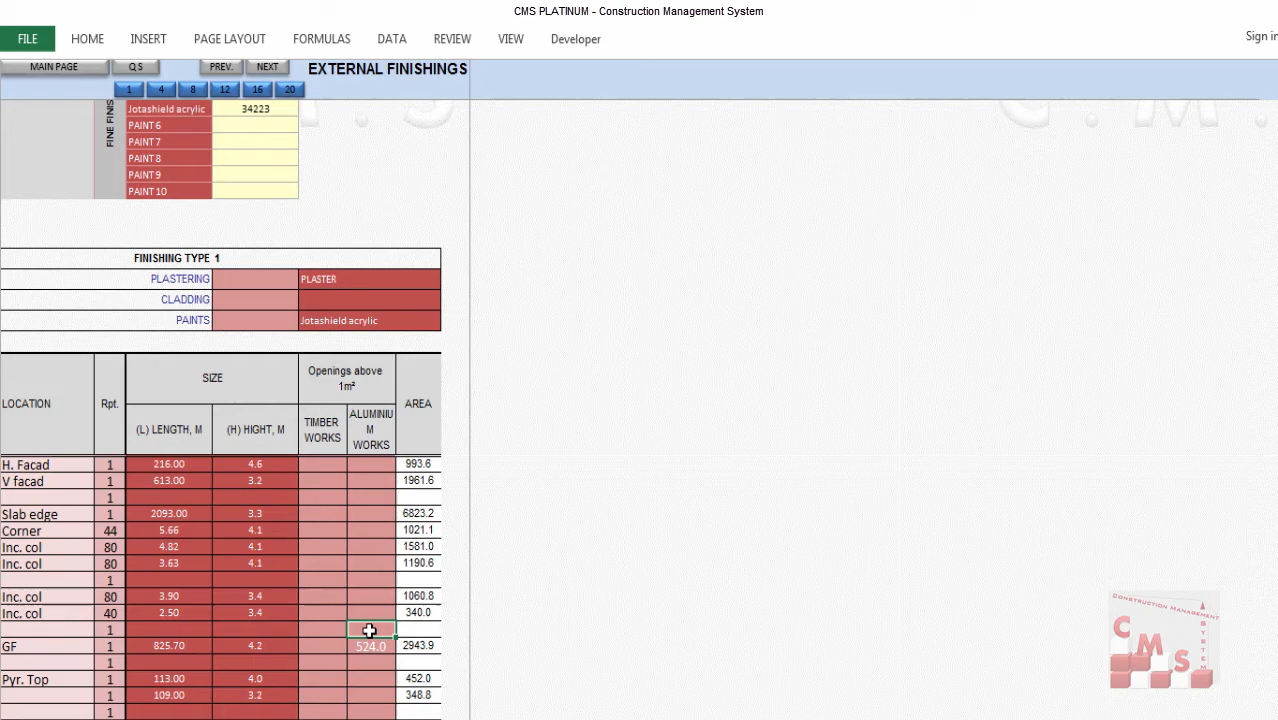 CMS PLATINUM - Construction Management System
FILE HOME INSERT PAGE LAYOUT FORMULAS DATA REVIEW VIEW Developer Sign in
MAIN PAGE Q S PREV. NEXT EXTERNAL FINISHINGS
1 4 8 12 16 20
FINE FINIS
Jotashield acrylic 34223
PAINT 6
PAINT 7
PAINT 8
PAINT 9
PAINT 10
FINISHING TYPE 1
PLASTERING PLASTER
CLADDING
PAINTS Jotashield acrylic
LOCATION Rpt. SIZE Openings above 1m² AREA
(L) LENGTH, M (H) HIGHT, M TIMBER WORKS ALUMINIU M WORKS
H. Facad 1 216.00 4.6 993.6
V facad 1 613.00 3.2 1961.6
1
Slab edge 1 2093.00 3.3 6823.2
Corner 44 5.66 4.1 1021.1
Inc. col 80 4.82 4.1 1581.0
Inc. col 80 3.63 4.1 1190.6
1
Inc. col 80 3.90 3.4 1060.8
Inc. col 40 2.50 3.4 340.0
1
GF 1 825.70 4.2 524.0 2943.9
1
Pyr. Top 1 113.00 4.0 452.0
1 109.00 3.2 348.8
1
CONSTRUCTION MANAGEMENT SYSTEM
C M S